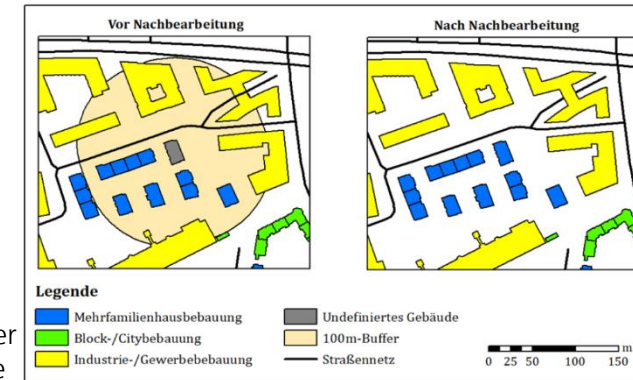 Vor Nachbearbeitung
Nach Nachbearbeitung
Legende
Mehrfamilienhausbebauung
Undefiniertes Gebäude
Block-/Citybebauung
100m-Buffer
Industrie-/Gewerbebebauung
Straßennetz
m
0 25 50 100 150
er
e